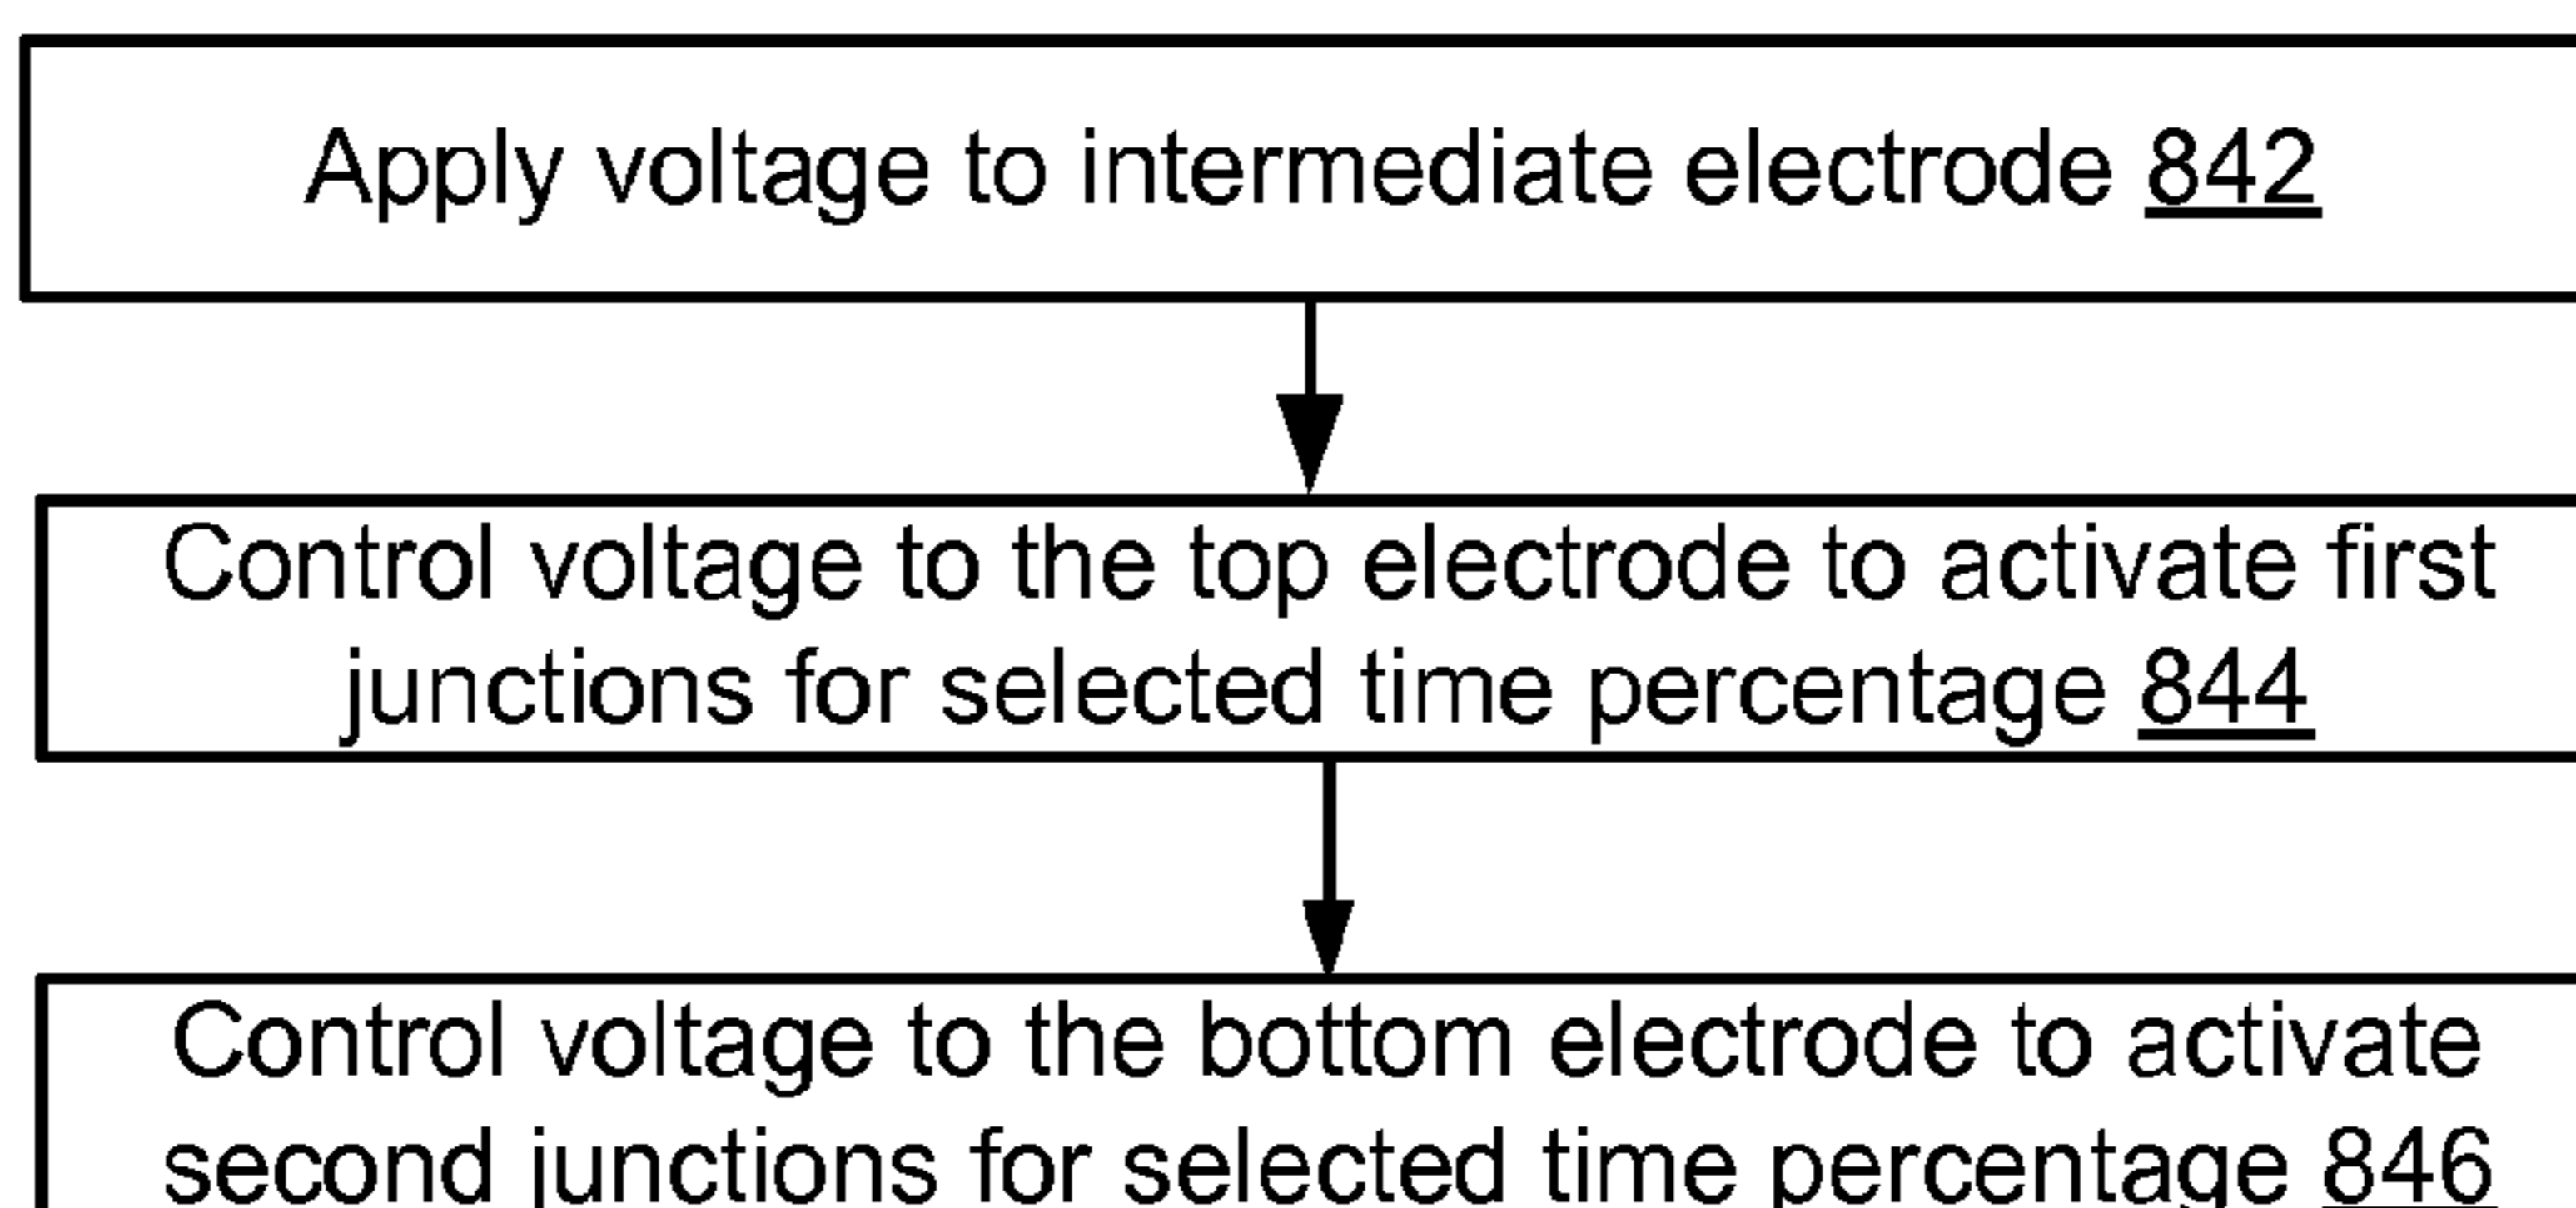 Apply voltage to intermediate electrode 842
Control voltage to the top electrode to activate first
junctions for selected time percentage 844
Control voltage to the bottom electrode to activate
second junctions for selected time percentage 846